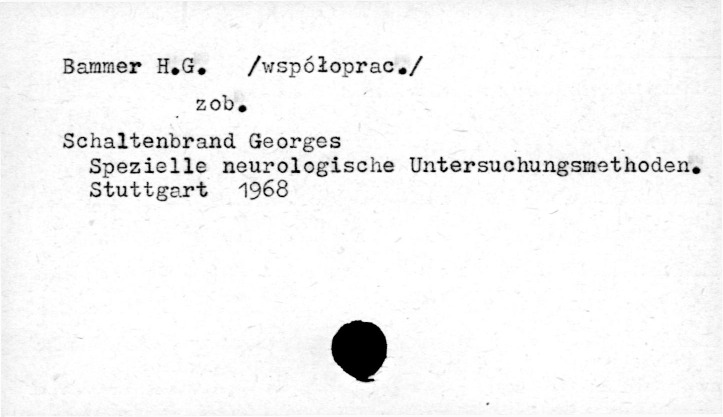 Bammer H.G. /współoprac./
zob.
Schaltenbrand Georges
Spezielle neurologische Untersuchungsmethoden.
Stuttgart 1968